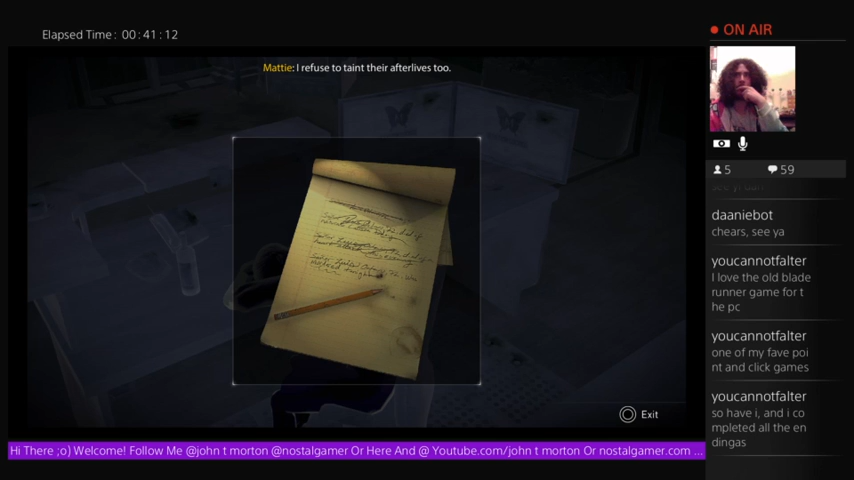 Elapsed Time: 00:41:12
Mattie: I refuse to taint their afterlives too.
Exit
Hi There ;o) Welcome! Follow Me @john t morton @nostalgamer Or Here And @ Youtube.com/john t morton Or nostalgamer.com ...
ON AIR
5 59
daaniebot
chears, see ya
youcannotfalter
I love the old blade
runner game for t
he pc
youcannotfalter
one of my fave poi
nt and click games
youcannotfalter
so have i, and i co
mpleted all the en
dingas